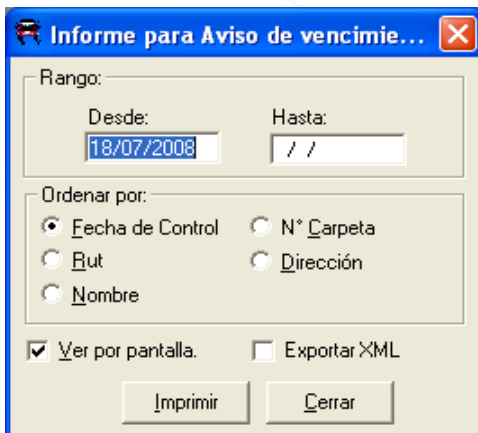 Informe para Aviso de vencimie...
Rango:
Desde: Hasta:
18/07/2008 / /
Ordenar por:
Fecha de Control N° Carpeta
Rut Dirección
Nombre
Ver por pantalla. Exportar XML
Imprimir Cerrar